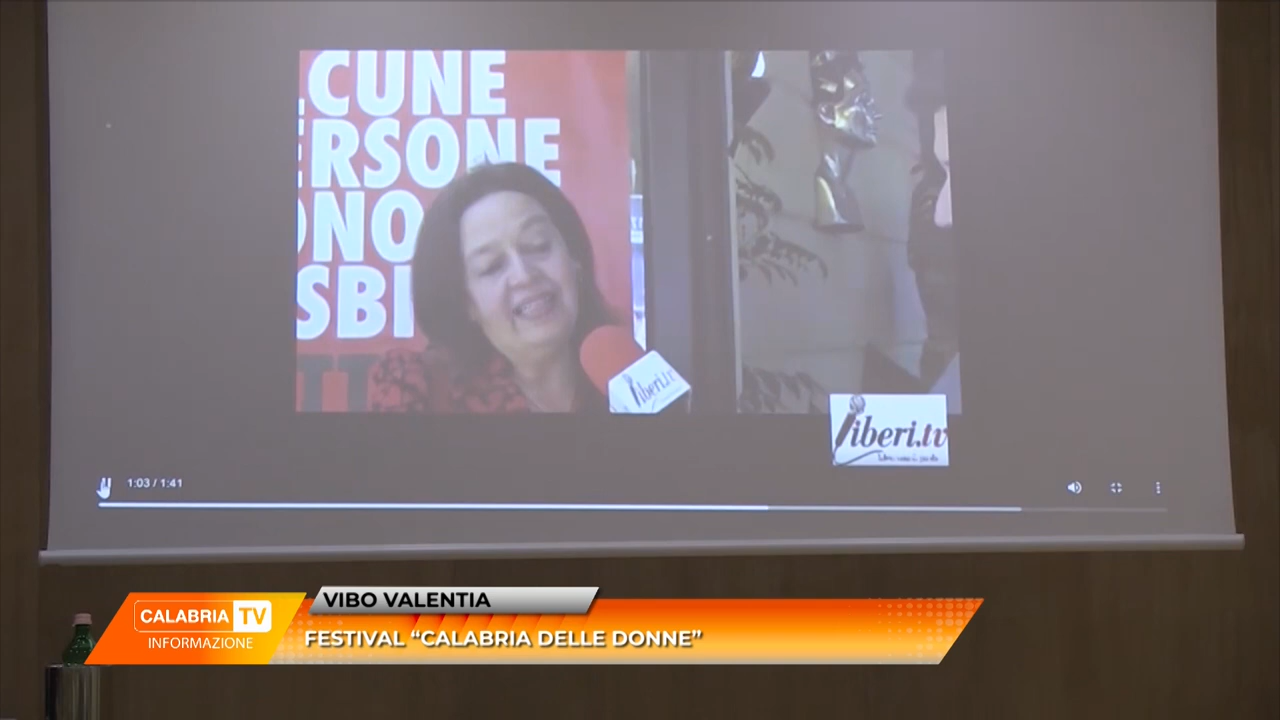 CUNE
ERSONE
ONO
SBI
iberi.tv
iberi.tv
1:03 / 1:41
VIBO VALENTIA
CALABRIA TV
INFORMAZIONE
FESTIVAL “CALABRIA DELLE DONNE”